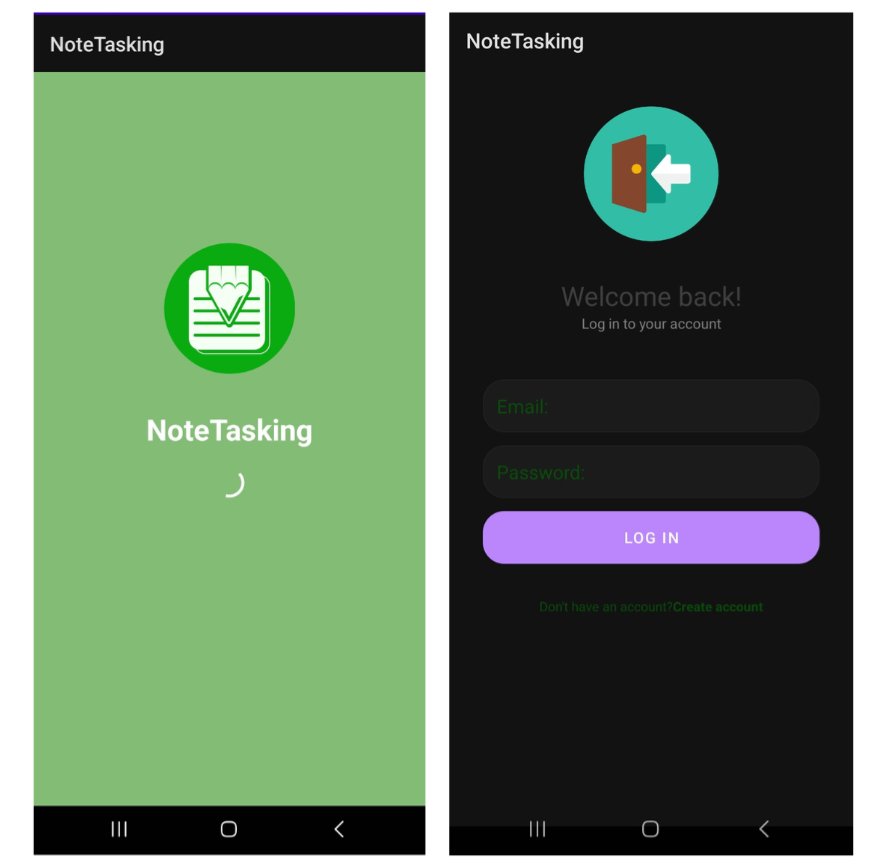 NoteTasking
NoteTasking
NoteTasking
Welcome back!
Log in to your account
Email:
Password:
LOG IN
Don't have an account?Create account